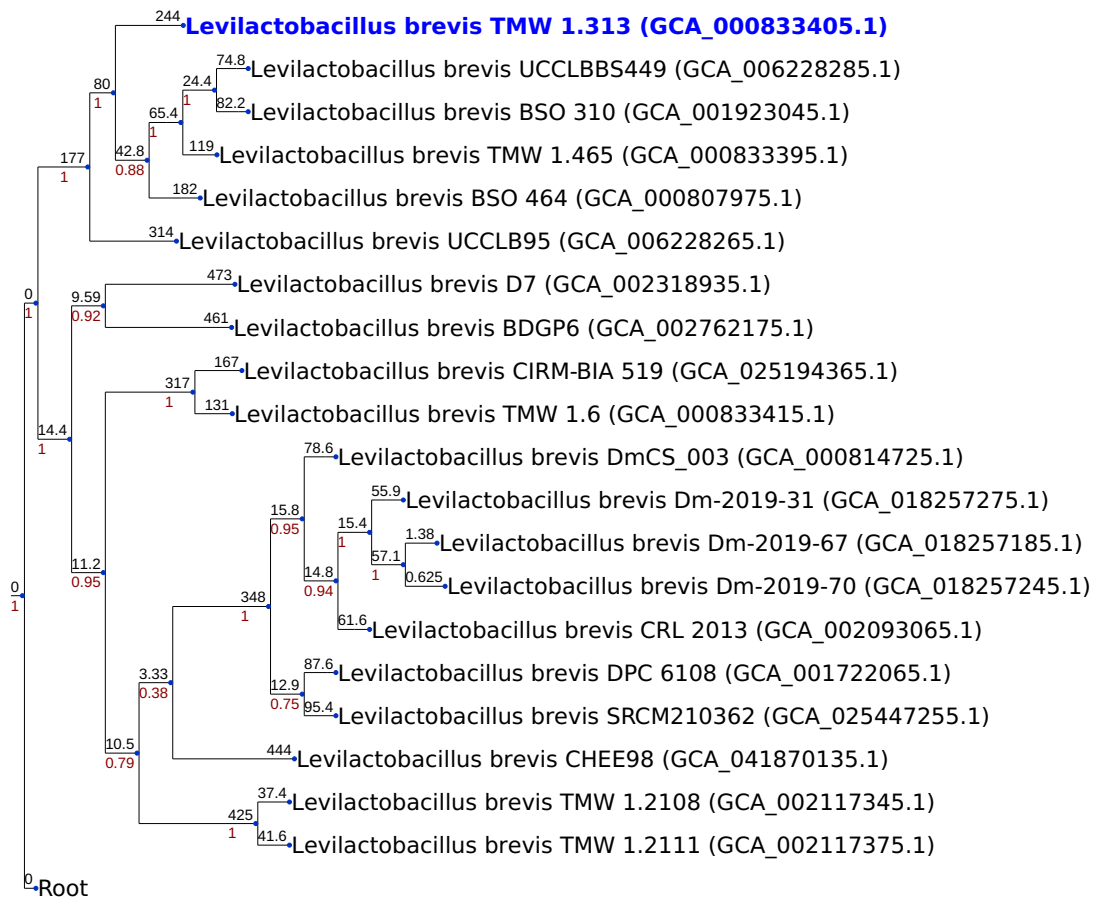 244
Levilactobacillus brevis TMW 1.313 (GCA_000833405.1)
74.8
Levilactobacillus brevis UCCLBBS449 (GCA_006228285.1)
24.4
1
80
1
82.2
Levilactobacillus brevis BSO 310 (GCA_001923045.1)
65.4
1
119
Levilactobacillus brevis TMW 1.465 (GCA_000833395.1)
42.8
0.88
177
1
182
Levilactobacillus brevis BSO 464 (GCA_000807975.1)
314
Levilactobacillus brevis UCCLB95 (GCA_006228265.1)
473
Levilactobacillus brevis D7 (GCA_002318935.1)
0
1
9.59
0.92
461
Levilactobacillus brevis BDGP6 (GCA_002762175.1)
167
Levilactobacillus brevis CIRM-BIA 519 (GCA_025194365.1)
317
1
131
Levilactobacillus brevis TMW 1.6 (GCA_000833415.1)
14.4
1
78.6
Levilactobacillus brevis DmCS_003 (GCA_000814725.1)
55.9
Levilactobacillus brevis Dm-2019-31 (GCA_018257275.1)
15.8
0.95
15.4
1
1.38
Levilactobacillus brevis Dm-2019-67 (GCA_018257185.1)
57.1
1
11.2
0.95
14.8
0.94
0.625
Levilactobacillus brevis Dm-2019-70 (GCA_018257245.1)
0
1
348
1
61.6
Levilactobacillus brevis CRL 2013 (GCA_002093065.1)
87.6
Levilactobacillus brevis DPC 6108 (GCA_001722065.1)
3.33
0.38
12.9
0.75
95.4
Levilactobacillus brevis SRCM210362 (GCA_025447255.1)
10.5
0.79
444
Levilactobacillus brevis CHEE98 (GCA_041870135.1)
37.4
Levilactobacillus brevis TMW 1.2108 (GCA_002117345.1)
425
1
41.6
Levilactobacillus brevis TMW 1.2111 (GCA_002117375.1)
0
Root